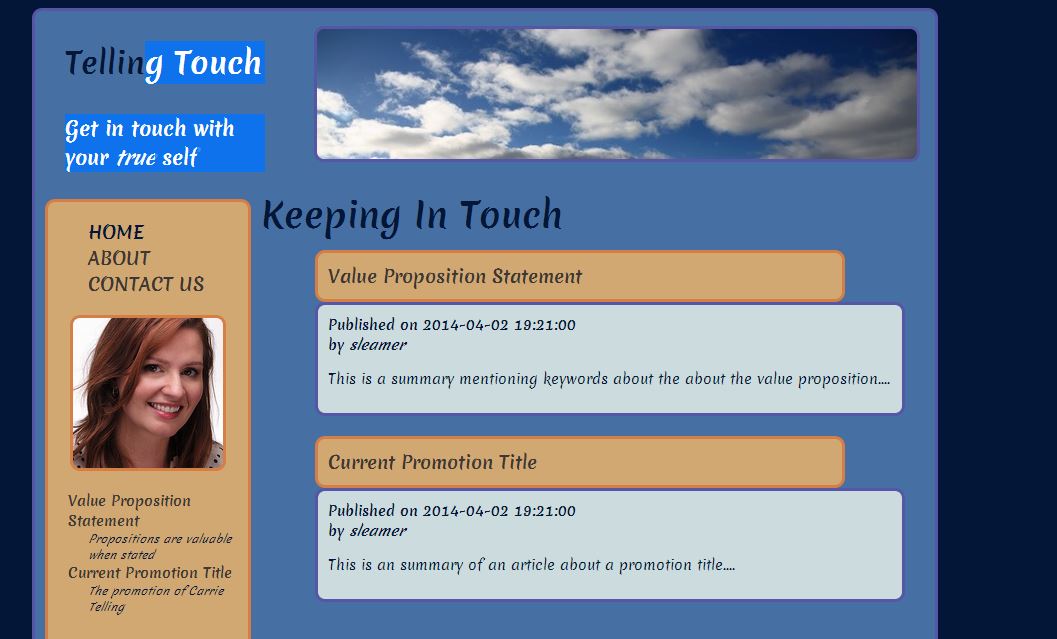 Telling Touch
Get in touch with
your true self
HOME
ABOUT
CONTACT US
Value Proposition
Statement
Propositions are valuable
when stated
Current Promotion Title
The promotion of Carrie
Telling
Keeping In Touch
Value Proposition Statement
Published on 2014-04-02 19:21:00
by sleamer
This is a summary mentioning keywords about the about the value proposition....
Current Promotion Title
Published on 2014-04-02 19:21:00
by sleamer
This is an summary of an article about a promotion title....